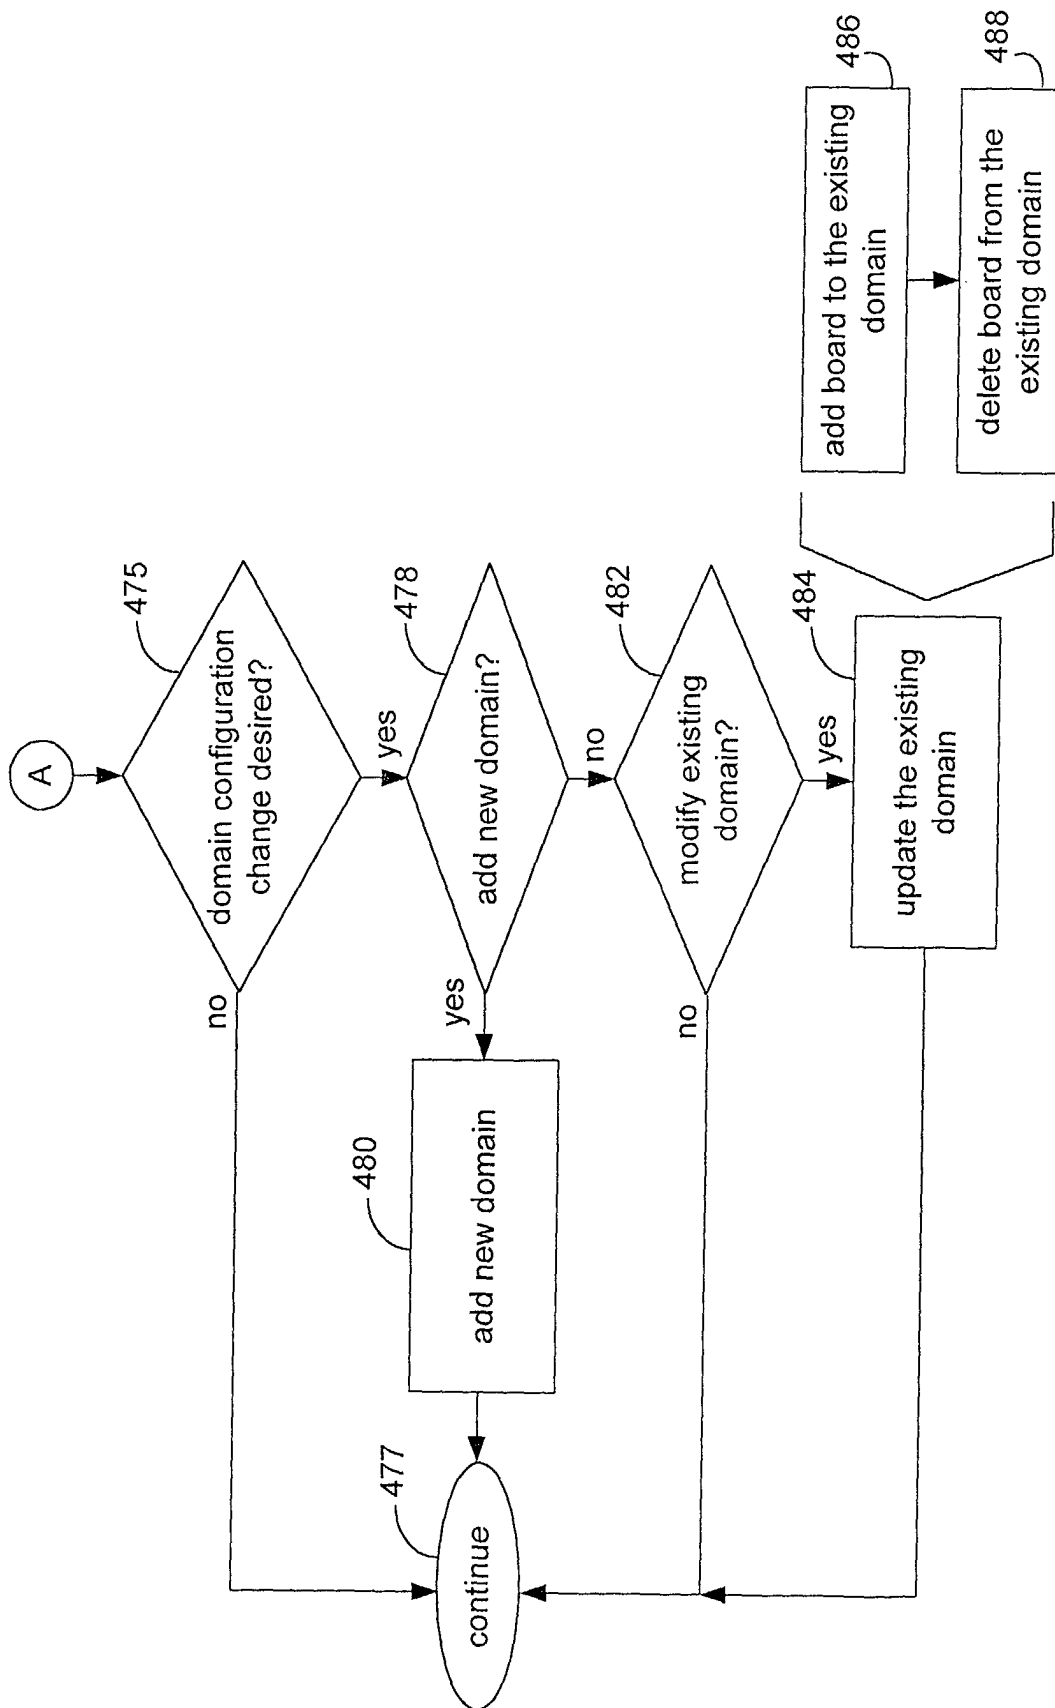 A
475
domain configuration
change desired?
no
yes
478
add new domain?
yes
no
480
add new domain
477
continue
482
modify existing
domain?
no
yes
484
update the existing
domain
486
add board to the existing
domain
488
delete board from the
existing domain